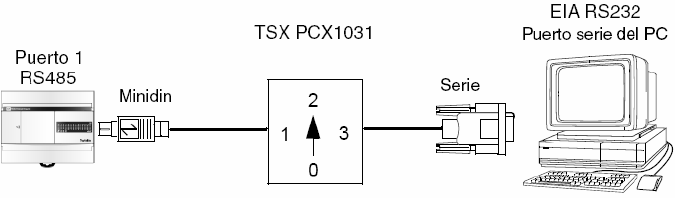 EIA RS232
Puerto serie del PC
TSX PCX1031
Puerto 1
RS485
Minidin
Serie
2
1 3
0